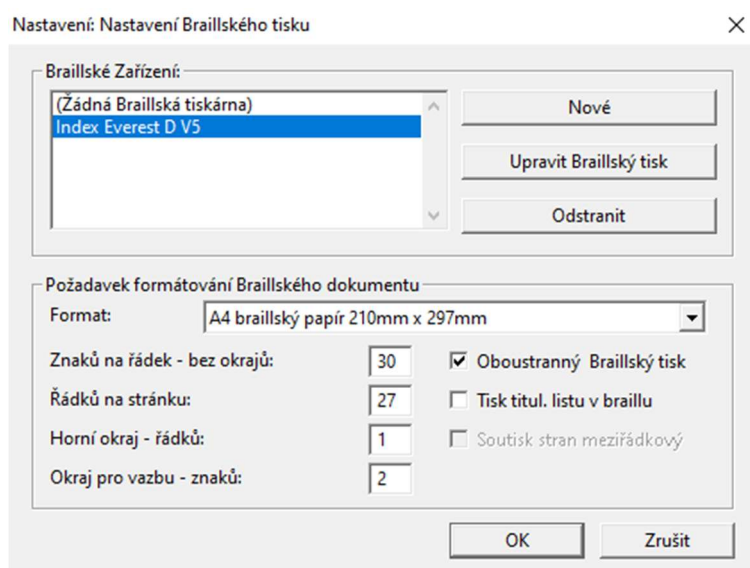 Nastavení: Nastavení Braillského tisku
Braillské Zařízení:
(Žádná Braillská tiskárna)
Index Everest D V5
Nové
Upravit Braillský tisk
Odstranit
Požadavek formátování Braillského dokumentu
Format: A4 braillský papír 210mm x 297mm
Znaků na řádek - bez okrajů: 30 Oboustranný Braillský tisk
Řádků na stránku: 27 Tisk titul. listu v braillu
Horní okraj - řádků: 1 Soutisk stran meziřádkový
Okraj pro vazbu - znaků: 2
OK Zrušit